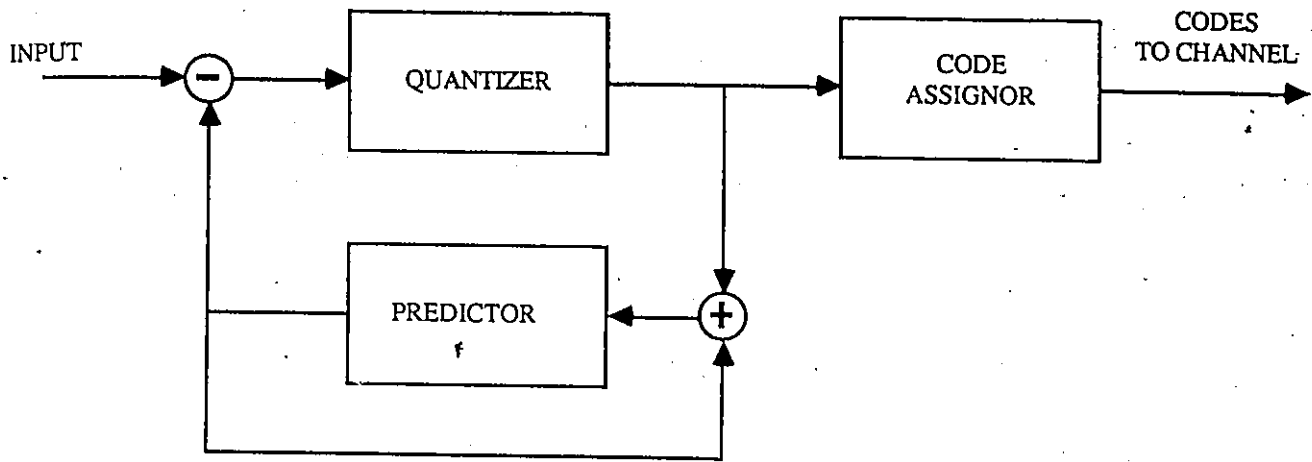 INPUT
−
QUANTIZER
CODE
ASSIGNOR
CODES
TO CHANNEL
PREDICTOR
+